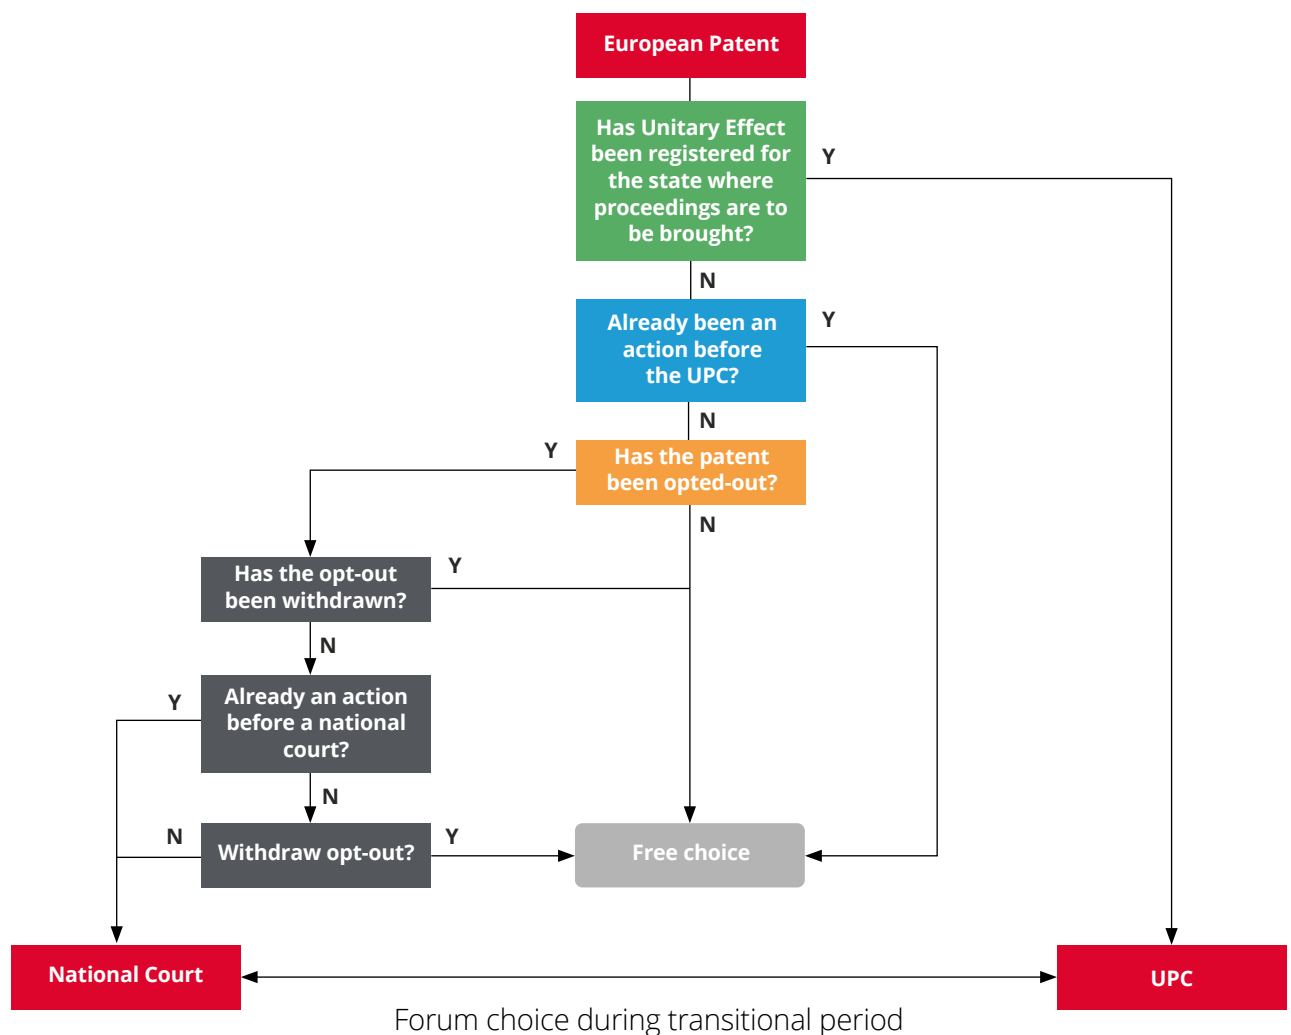 European Patent
Has Unitary Effect
been registered for
the state where
proceedings are to
be brought?
Y
N
Already been an
action before
the UPC?
Y
N
Has the patent
been opted-out?
Y
N
Has the opt-out
been withdrawn?
Y
N
Already an action
before a national
court?
Y
N
Withdraw opt-out?
N
Y
Free choice
National Court
UPC
Forum choice during transitional period